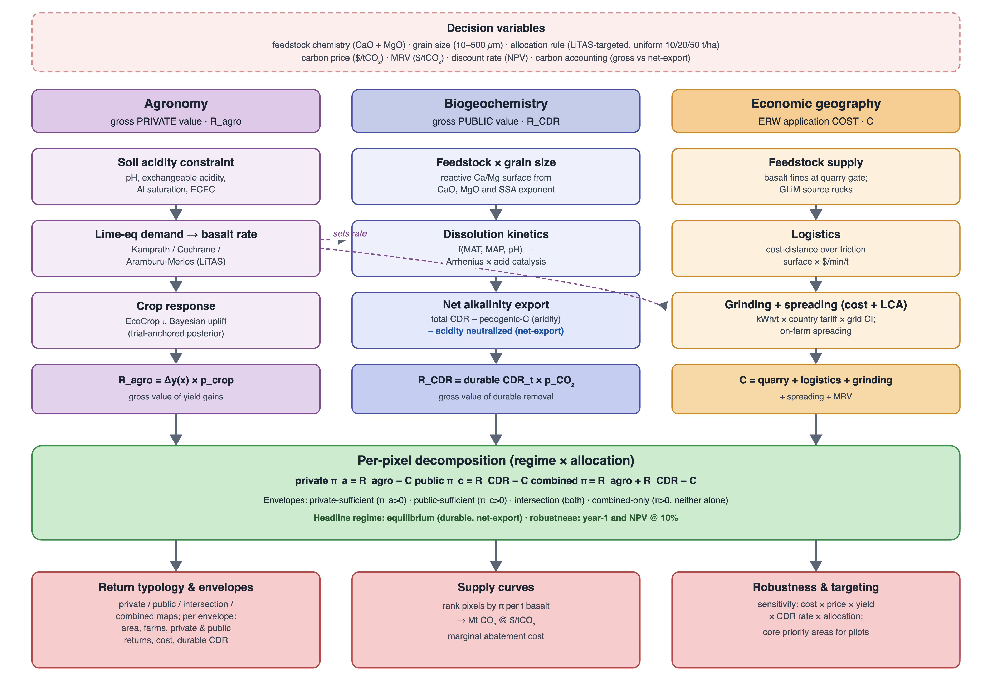 Decision variables
feedstock chemistry (CaO + MgO) · grain size (10–500 µm) · allocation rule (LiTAS-targeted, uniform 10/20/50 t/ha)
carbon price ($/tCO₂) · MRV ($/tCO₂) · discount rate (NPV) · carbon accounting (gross vs net-export)
Agronomy
gross PRIVATE value · R_agro
Soil acidity constraint
pH, exchangeable acidity,
Al saturation, ECEC
Lime-eq demand → basalt rate
Kamprath / Cochrane /
Aramburu-Merlos (LiTAS)
sets rate
Crop response
EcoCrop ∪ Bayesian uplift
(trial-anchored posterior)
R_agro = Δy(x) × p_crop
gross value of yield gains
Biogeochemistry
gross PUBLIC value · R_CDR
Feedstock × grain size
reactive Ca/Mg surface from
CaO, MgO and SSA exponent
Dissolution kinetics
f(MAT, MAP, pH) —
Arrhenius × acid catalysis
Net alkalinity export
total CDR – pedogenic-C (aridity)
– acidity neutralized (net-export)
R_CDR = durable CDR_t × p_CO₂
gross value of durable removal
Economic geography
ERW application COST · C
Feedstock supply
basalt fines at quarry gate;
GLiM source rocks
Logistics
cost-distance over friction
surface × $/min/t
Grinding + spreading (cost + LCA)
kWh/t × country tariff × grid CI;
on-farm spreading
C = quarry + logistics + grinding
+ spreading + MRV
Per-pixel decomposition (regime × allocation)
private π_a = R_agro – C public π_c = R_CDR – C combined π = R_agro + R_CDR – C
Envelopes: private-sufficient (π_a>0) · public-sufficient (π_c>0) · intersection (both) · combined-only (π>0, neither alone)
Headline regime: equilibrium (durable, net-export) · robustness: year-1 and NPV @ 10%
Return typology & envelopes
private / public / intersection /
combined maps; per envelope:
area, farms, private & public
returns, cost, durable CDR
Supply curves
rank pixels by π per t basalt
→ Mt CO₂ @ $/tCO₂
marginal abatement cost
Robustness & targeting
sensitivity: cost × price × yield
× CDR rate × allocation;
core priority areas for pilots